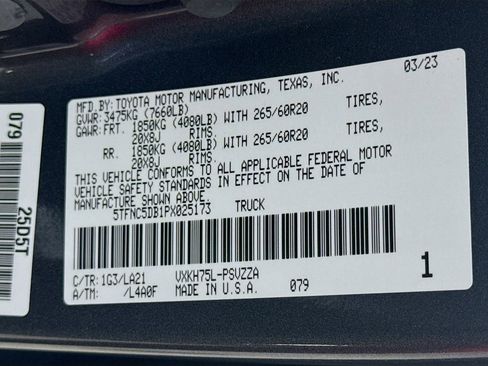 MFD.BY:TOYOTA MOTOR MANUFACTURING, TEXAS, INC. 03/23
GVWR: 3475KG (7660LB)
GAWR: FRT. 1850KG (4080LB) WITH 265/60R20 TIRES,
20X8J RIMS.
RR. 1850KG (4080LB) WITH 265/60R20 TIRES,
20X8J RIMS.
THIS VEHICLE CONFORMS TO ALL APPLICABLE FEDERAL MOTOR
VEHICLE SAFETY STANDARDS IN EFFECT ON THE DATE OF
MANUFACTURE SHOWN ABOVE.
5TFNC5DB1PX025173 TRUCK
C/TR:1G3/LA21 VXKH75L-PSVZZA
A/TM: /L4A0F MADE IN U.S.A. 079 1
079
25D5T